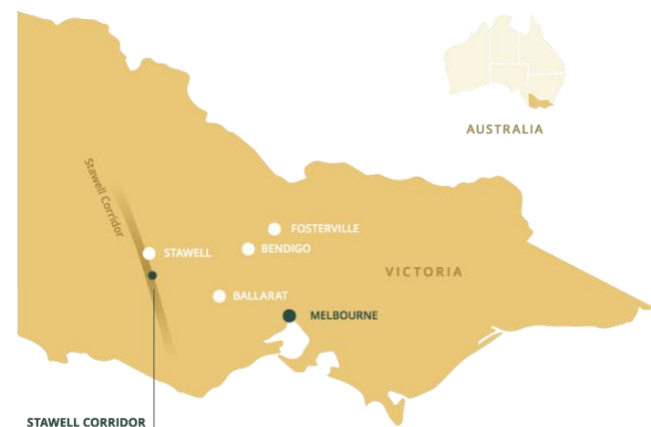 AUSTRALIA
Stawell Corridor
FOSTERVILLE
BENDIGO
STAWELL
VICTORIA
BALLARAT
MELBOURNE
STAWELL CORRIDOR